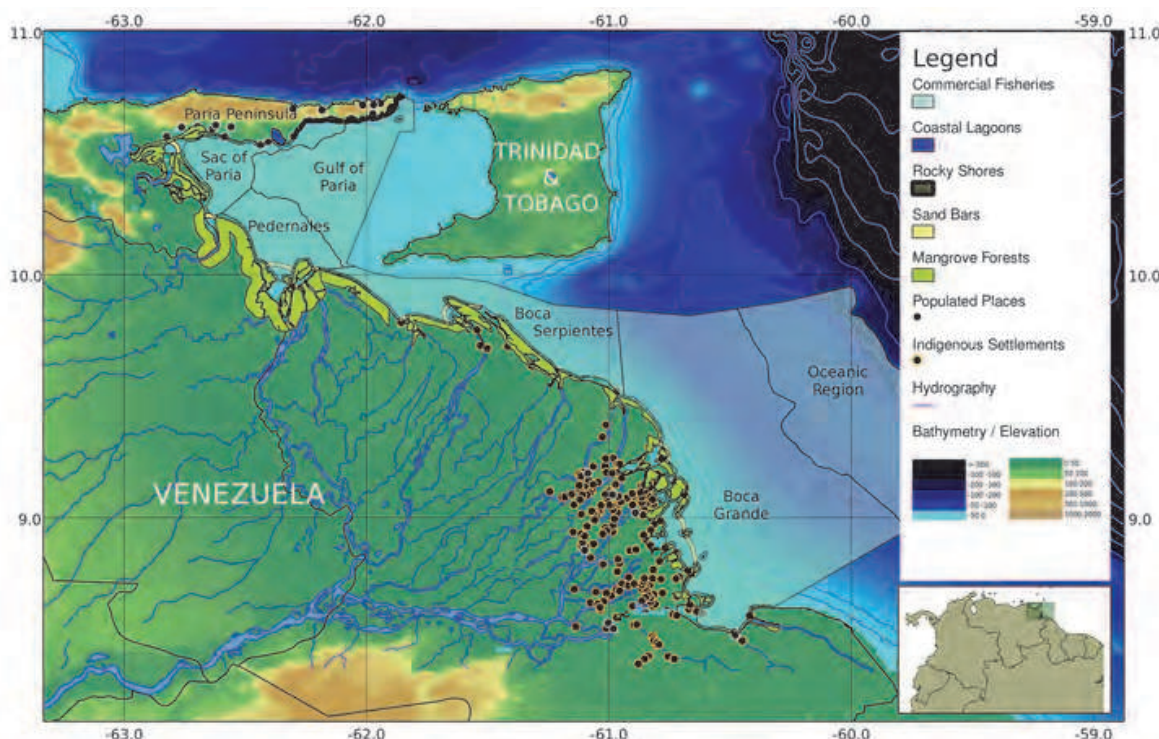 -63.0
-62.0
-61.0
-60.0
-59.0
11.0
11.0
Paria Peninsula
Sac of
Paria
Gulf of
Paria
TRINIDAD
&
TOBAGO
Pedernales
10.0
10.0
Boca
Serpientes
Oceanic
Region
VENEZUELA
Boca
Grande
9.0
9.0
-63.0
-62.0
-61.0
-60.0
-59.0
Legend
Commercial Fisheries
Coastal Lagoons
Rocky Shores
Sand Bars
Mangrove Forests
Populated Places
Indigenous Settlements
Hydrography
Bathymetry / Elevation